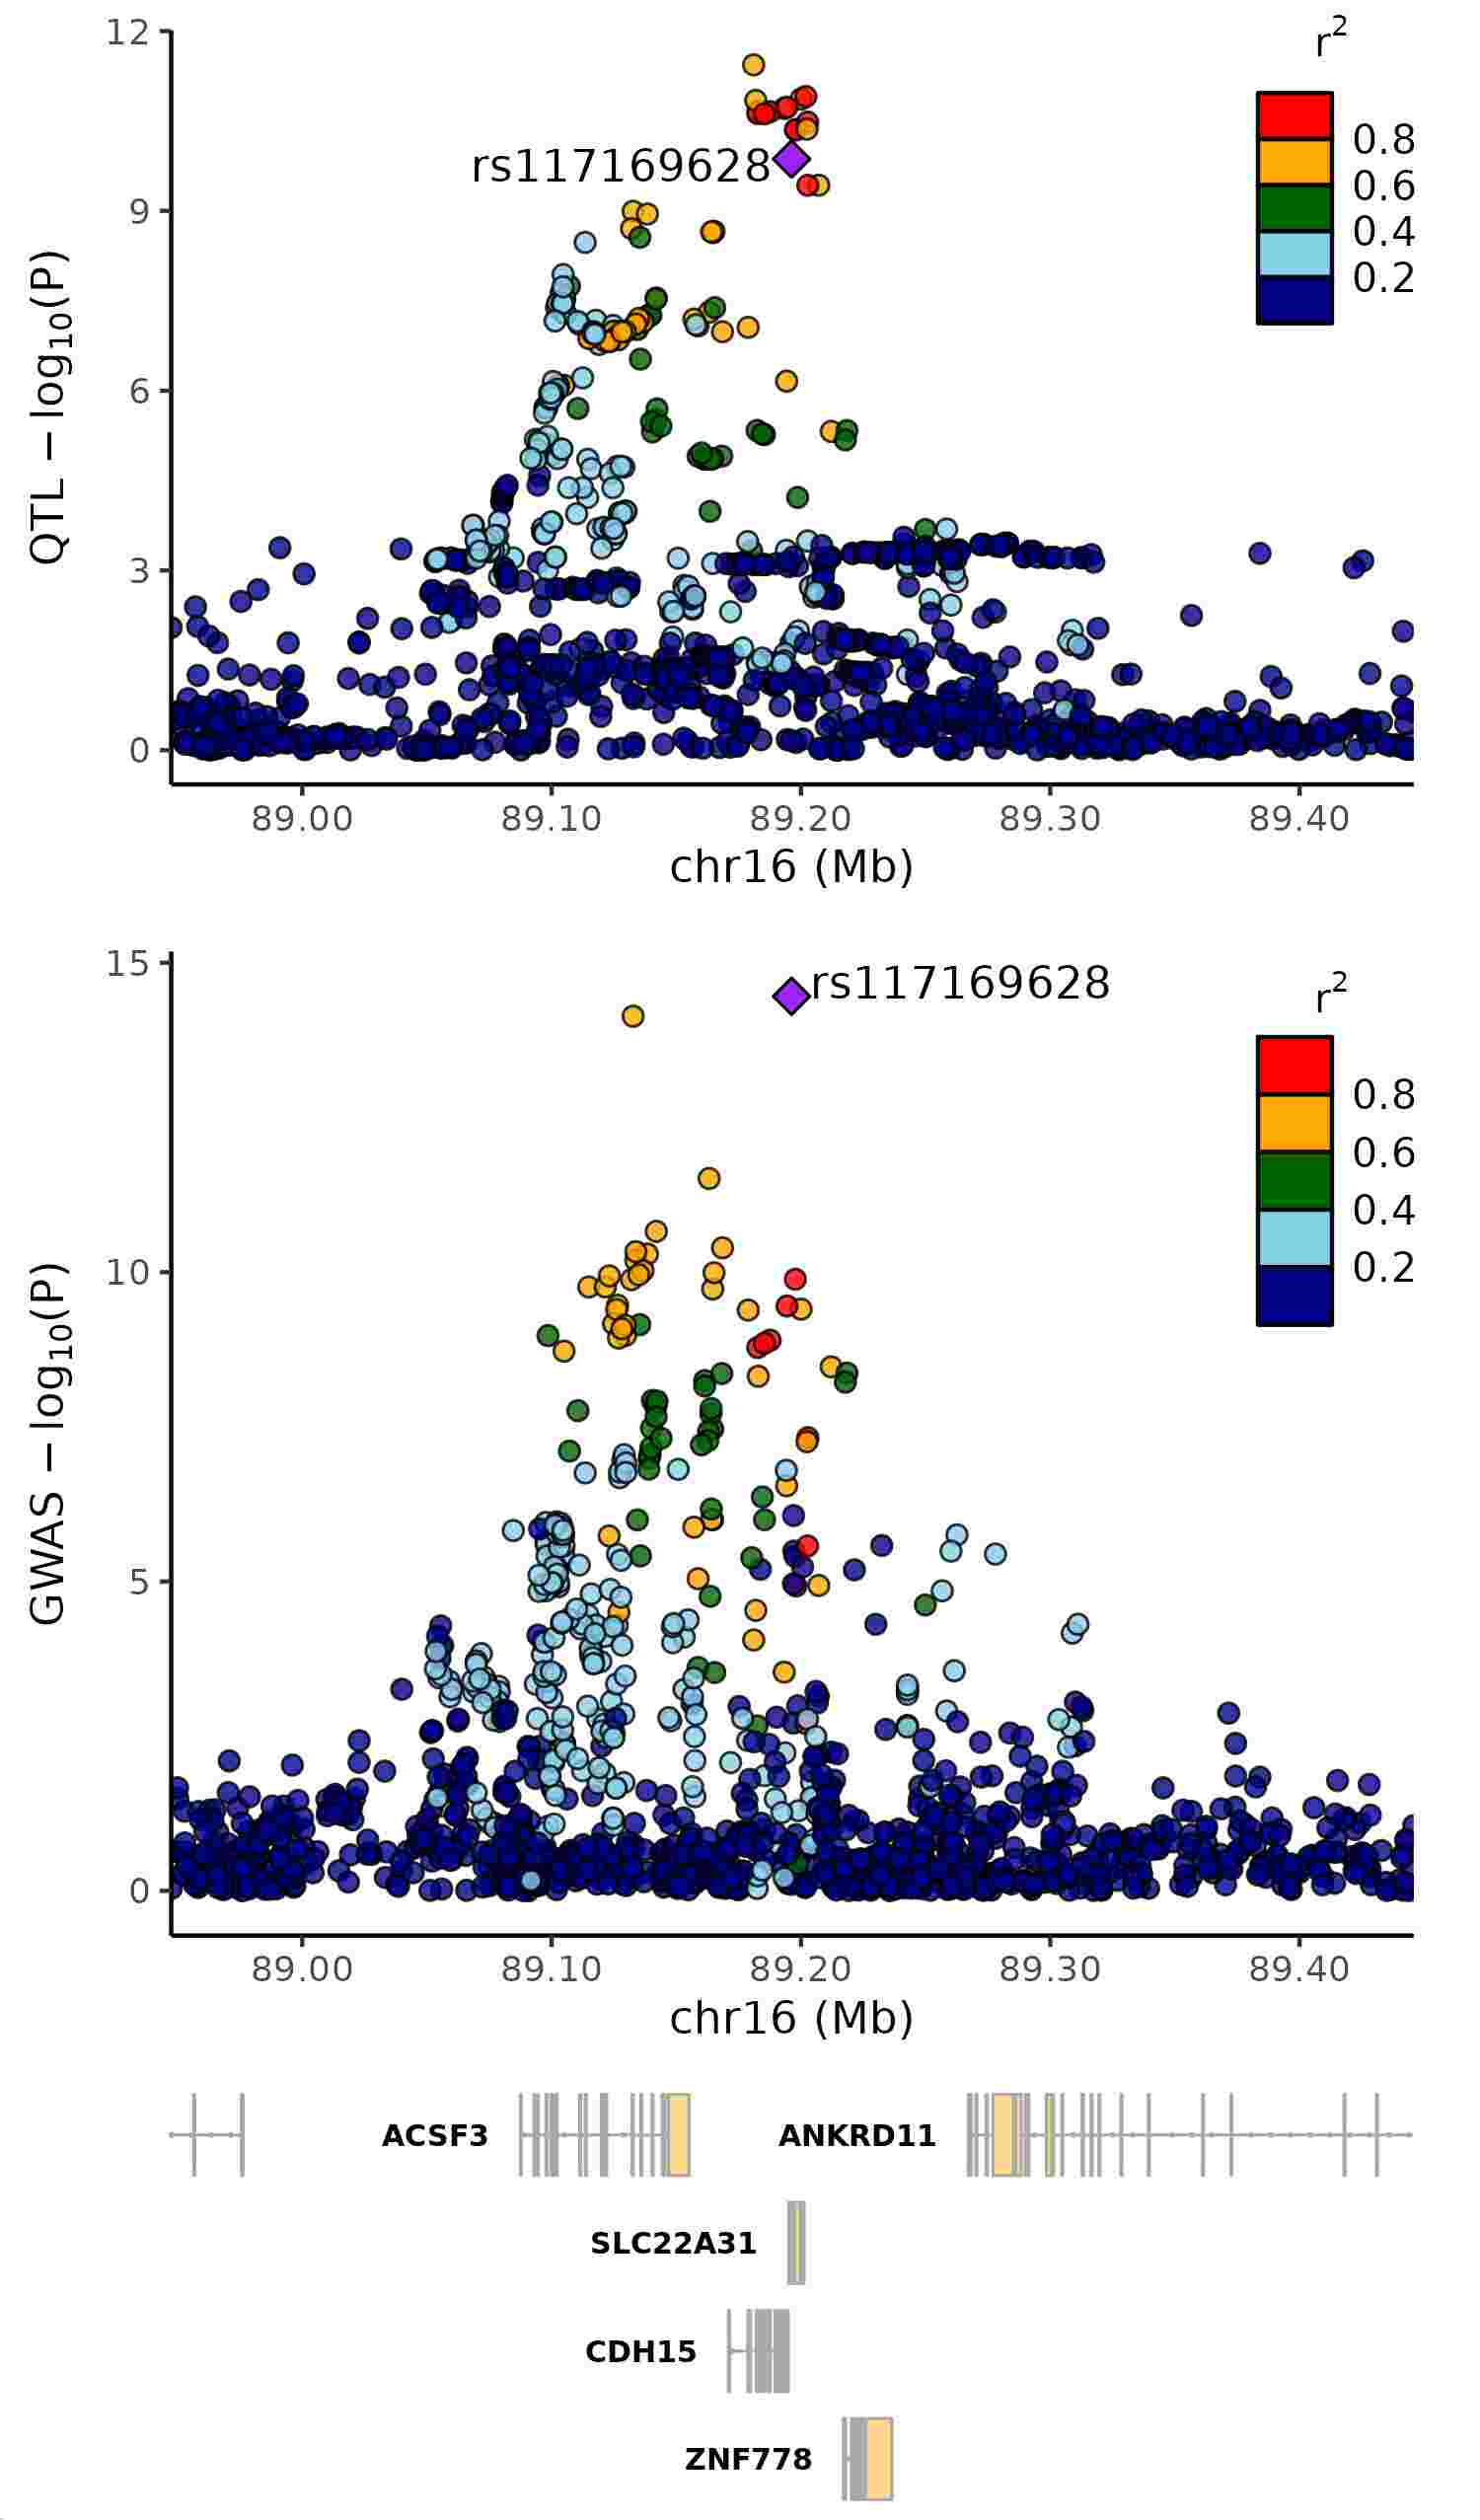 12
9
6
3
0
QTL − log10(P)
rs117169628
r2
0.8
0.6
0.4
0.2
89.00 89.10 89.20 89.30 89.40
chr16 (Mb)
15
10
5
0
GWAS − log10(P)
rs117169628
r2
0.8
0.6
0.4
0.2
89.00 89.10 89.20 89.30 89.40
chr16 (Mb)
ACSF3 ANKRD11
SLC22A31
CDH15
ZNF778